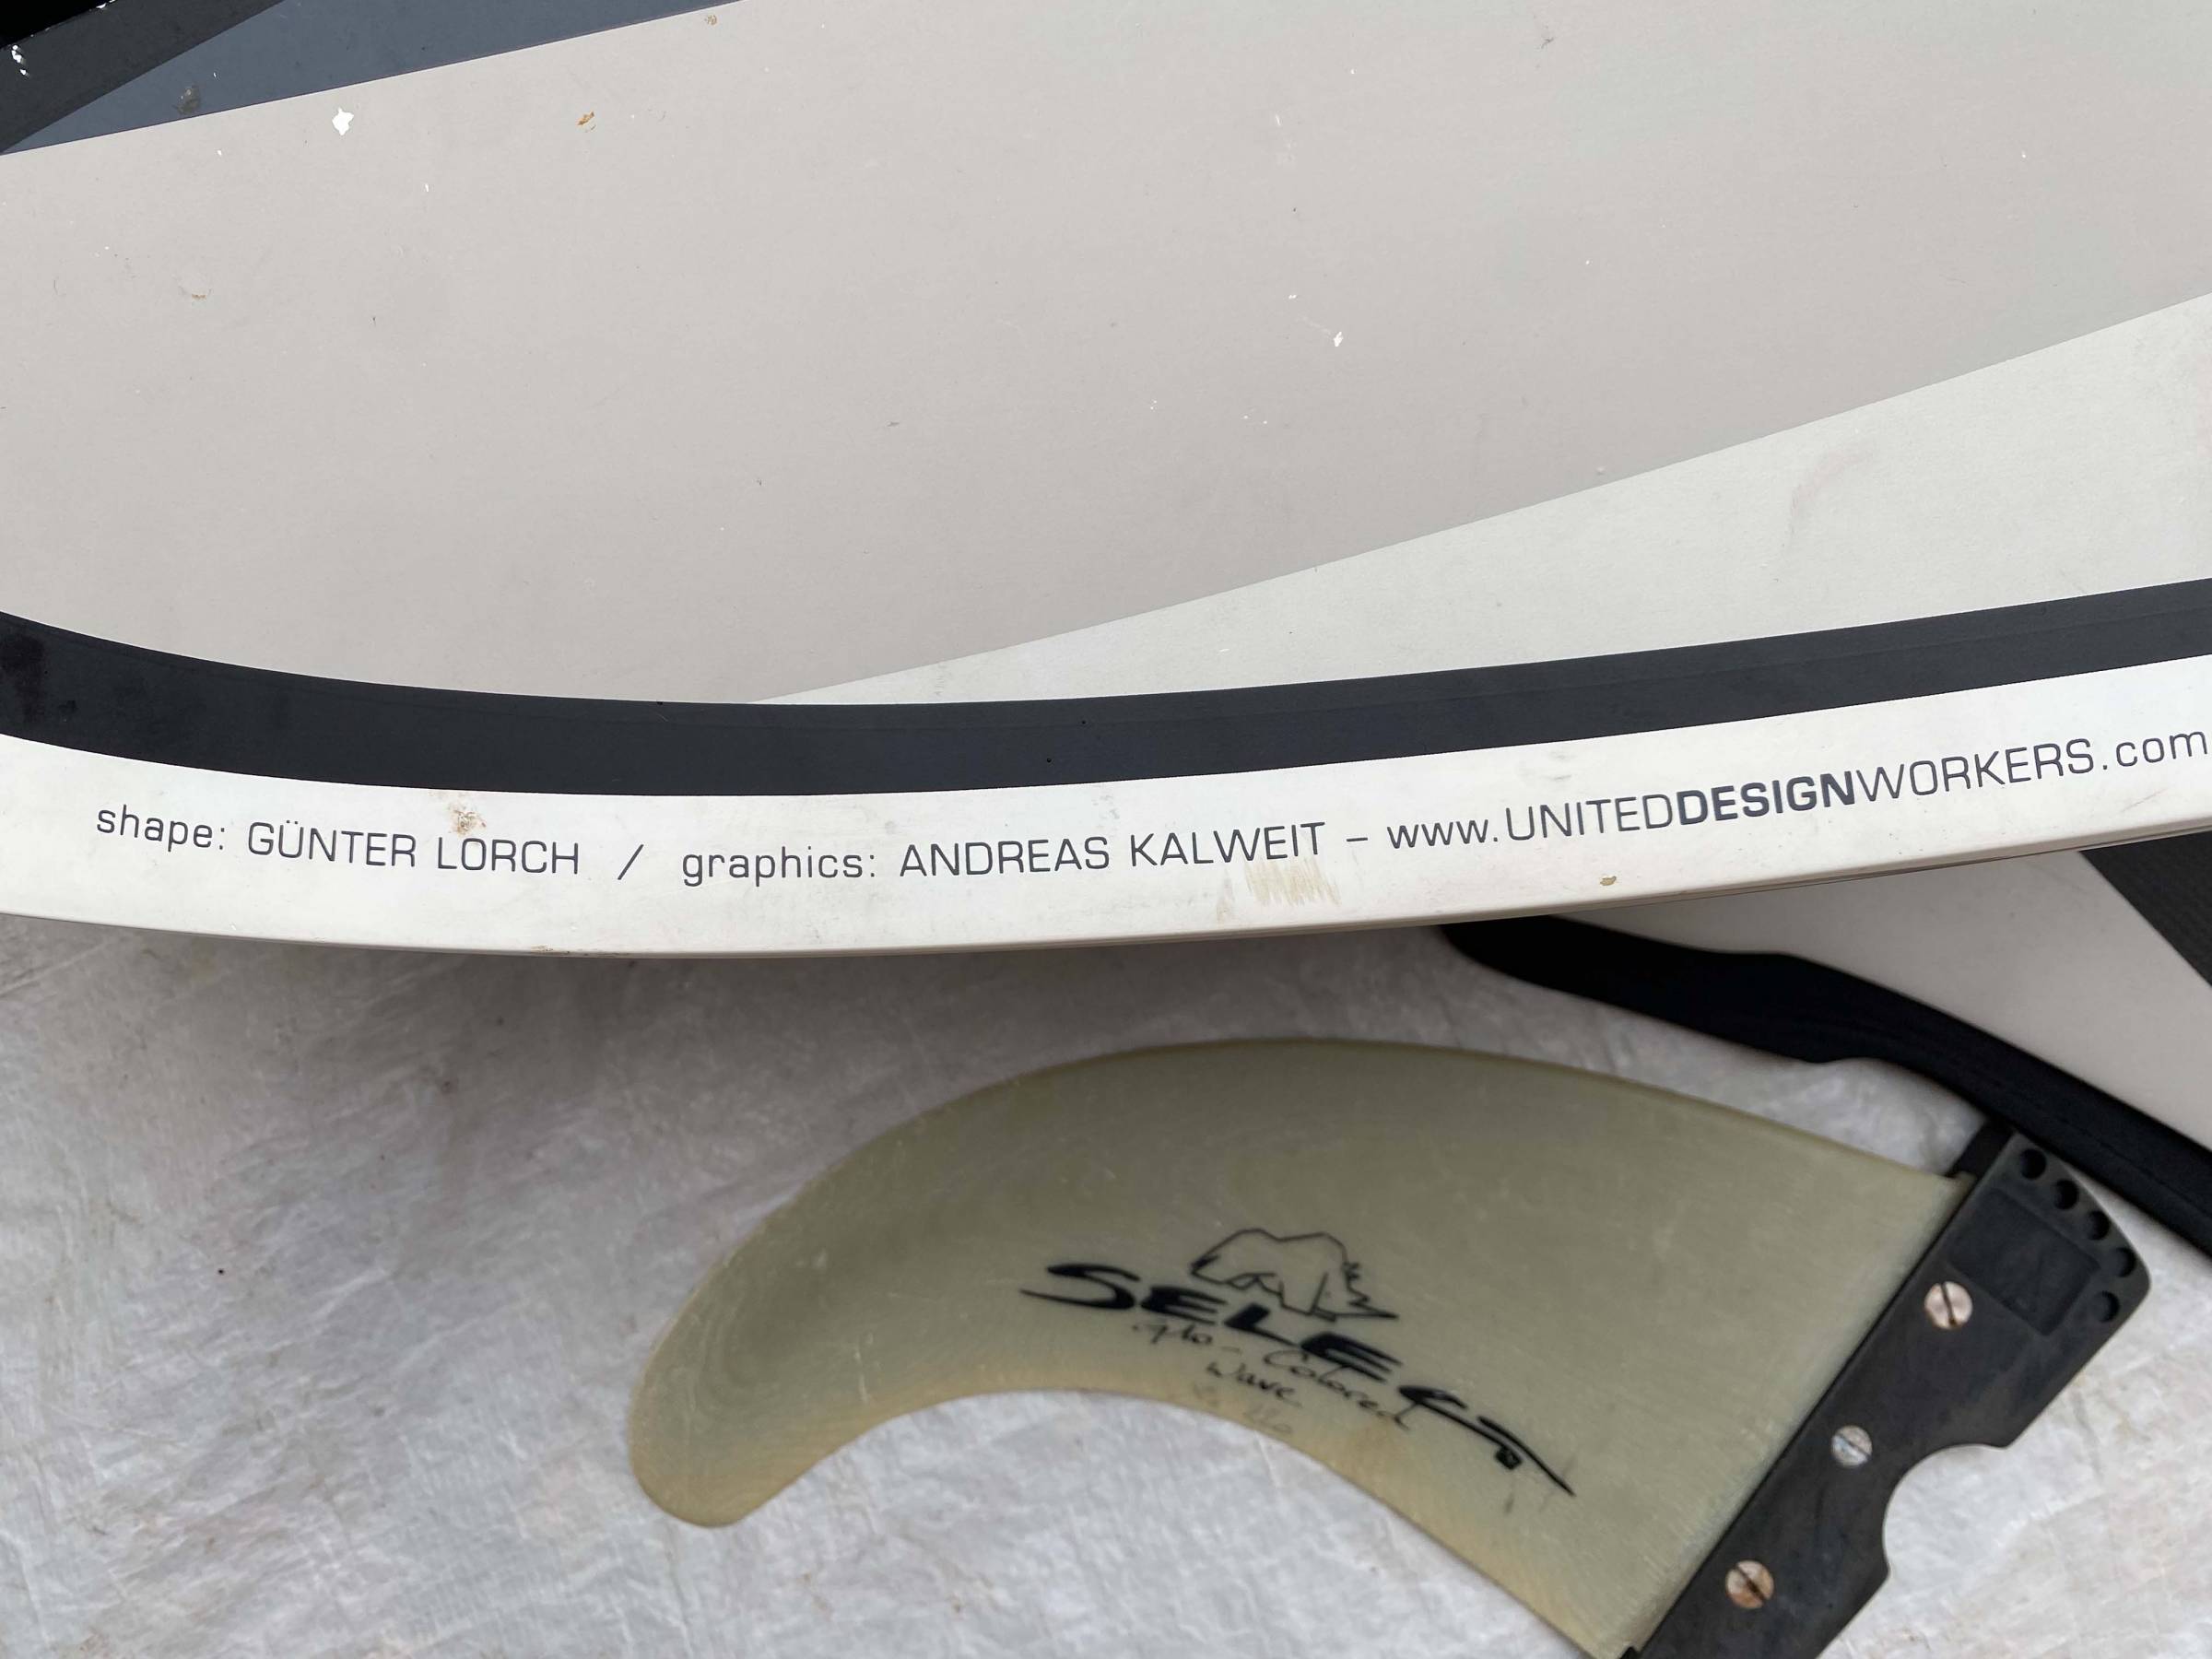 shape: GÜNTER LORCH / graphics: ANDREAS KALWEIT – www.UNITEDDESIGNWORKERS.com
SELECT
Colored
Wave